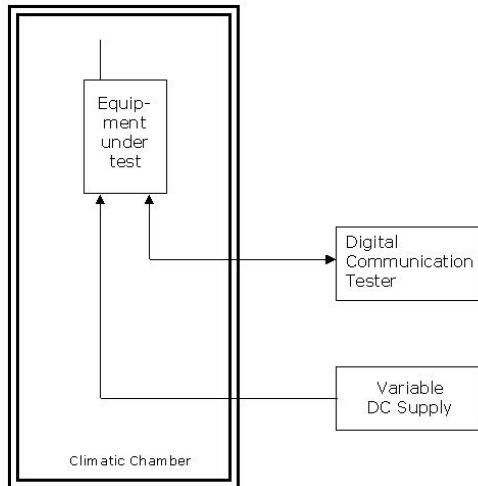 Equip-
ment
under
test
Digital
Communication
Tester
Variable
DC Supply
Climatic Chamber